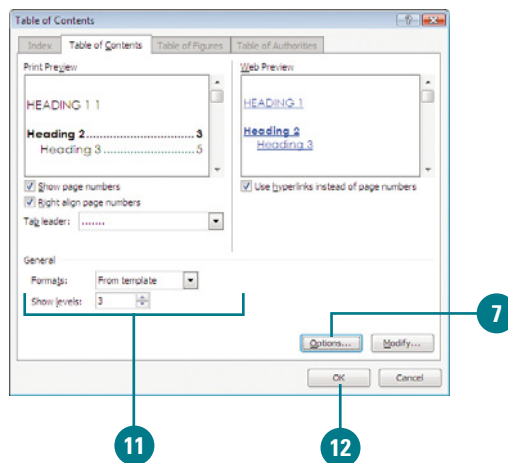 Table of Contents
Index Table of Contents Table of Figures Table of Authorities
Print Preview
HEADING 1 1
Heading 2..................... 3
Heading 3..................5
Show page numbers
Right align page numbers
Tab leader: .......
Web Preview
HEADING 1
Heading 2
Heading 3
Use hyperlinks instead of page numbers
General
Formats: From template
Show levels: 3
Options... Modify...
OK Cancel
7
11
12